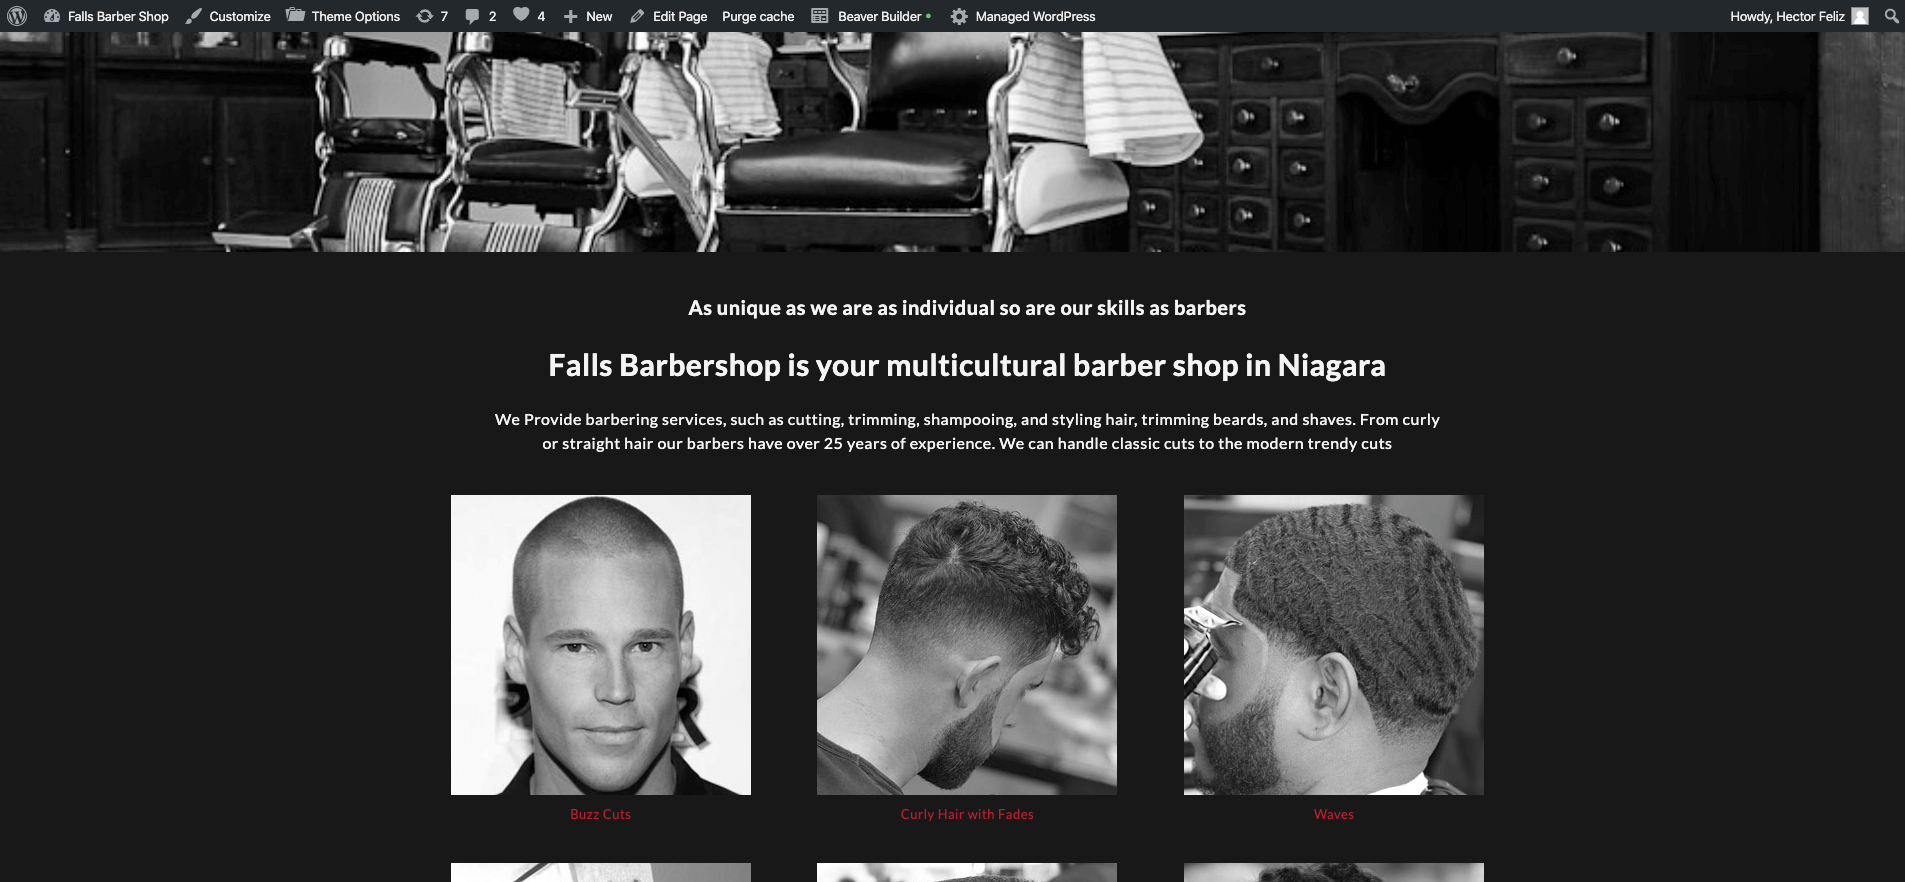 Falls Barber Shop Customize Theme Options 7 2 4 New Edit Page Purge cache Beaver Builder • Managed WordPress Howdy, Hector Feliz
As unique as we are as individual so are our skills as barbers
Falls Barbershop is your multicultural barber shop in Niagara
We Provide barbering services, such as cutting, trimming, shampooing, and styling hair, trimming beards, and shaves. From curly
or straight hair our barbers have over 25 years of experience. We can handle classic cuts to the modern trendy cuts
Buzz Cuts
Curly Hair with Fades
Waves